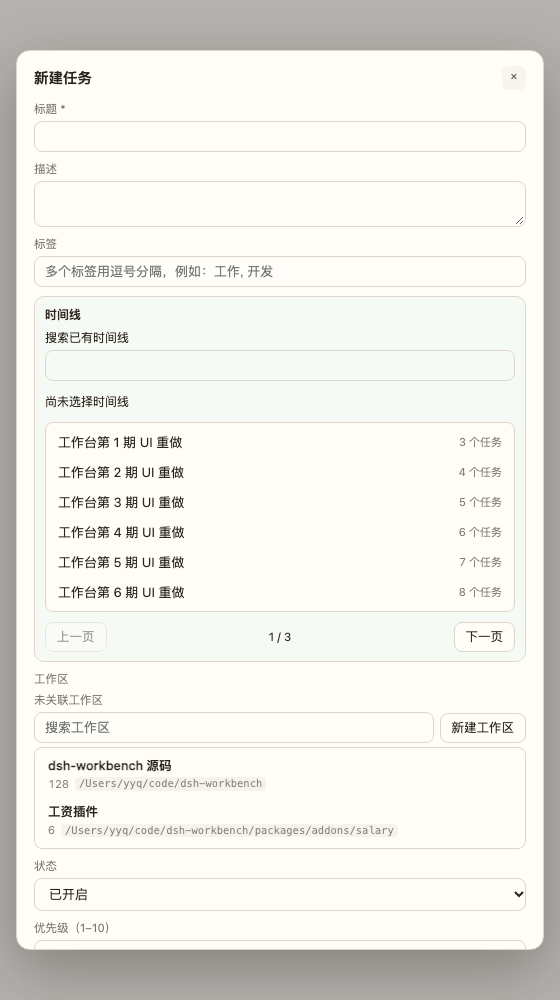 新建任务
×
标题 *
描述
标签
多个标签用逗号分隔，例如：工作, 开发
时间线
搜索已有时间线
尚未选择时间线
工作台第 1 期 UI 重做 3 个任务
工作台第 2 期 UI 重做 4 个任务
工作台第 3 期 UI 重做 5 个任务
工作台第 4 期 UI 重做 6 个任务
工作台第 5 期 UI 重做 7 个任务
工作台第 6 期 UI 重做 8 个任务
上一页 1 / 3 下一页
工作区
未关联工作区
搜索工作区 新建工作区
dsh-workbench 源码
128 /Users/yyq/code/dsh-workbench
工资插件
6 /Users/yyq/code/dsh-workbench/packages/addons/salary
状态
已开启
优先级（1–10）